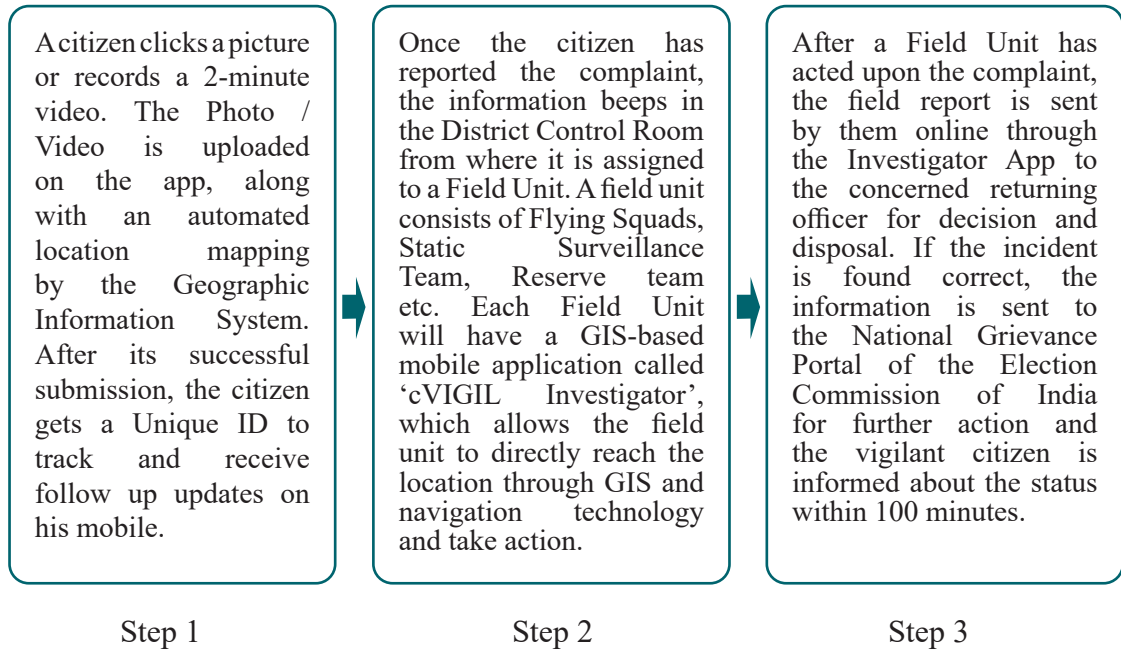 A citizen clicks a picture
or records a 2-minute
video. The Photo /
Video is uploaded
on the app, along
with an automated
location mapping
by the Geographic
Information System.
After its successful
submission, the citizen
gets a Unique ID to
track and receive
follow up updates on
his mobile.
Once the citizen has
reported the complaint,
the information beeps in
the District Control Room
from where it is assigned
to a Field Unit. A field unit
consists of Flying Squads,
Static Surveillance
Team, Reserve team
etc. Each Field Unit
will have a GIS-based
mobile application called
‘cVIGIL Investigator’,
which allows the field
unit to directly reach the
location through GIS and
navigation technology
and take action.
After a Field Unit has
acted upon the complaint,
the field report is sent
by them online through
the Investigator App to
the concerned returning
officer for decision and
disposal. If the incident
is found correct, the
information is sent to
the National Grievance
Portal of the Election
Commission of India
for further action and
the vigilant citizen is
informed about the status
within 100 minutes.
Step 1
Step 2
Step 3